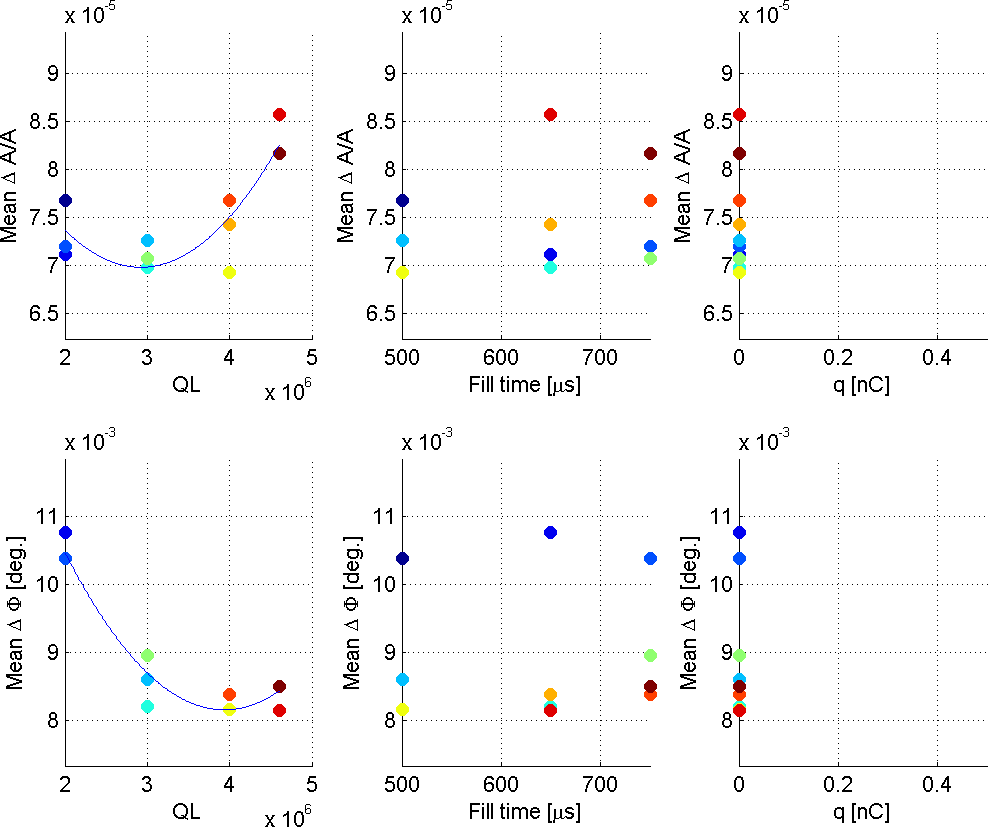 x 10-5
x 10-5
x 10-5
Mean Δ A/A
9
8.5
8
7.5
7
6.5
2
3
4
5
QL
x 10^6
Mean Δ A/A
9
8.5
8
7.5
7
6.5
500
600
700
Fill time [μs]
Mean Δ A/A
9
8.5
8
7.5
7
6.5
0
0.2
0.4
q [nC]
x 10-3
x 10-3
x 10-3
Mean Δ Φ [deg.]
11
10
9
8
2
3
4
5
QL
x 10^6
Mean Δ Φ [deg.]
11
10
9
8
500
600
700
Fill time [μs]
Mean Δ Φ [deg.]
11
10
9
8
0
0.2
0.4
q [nC]